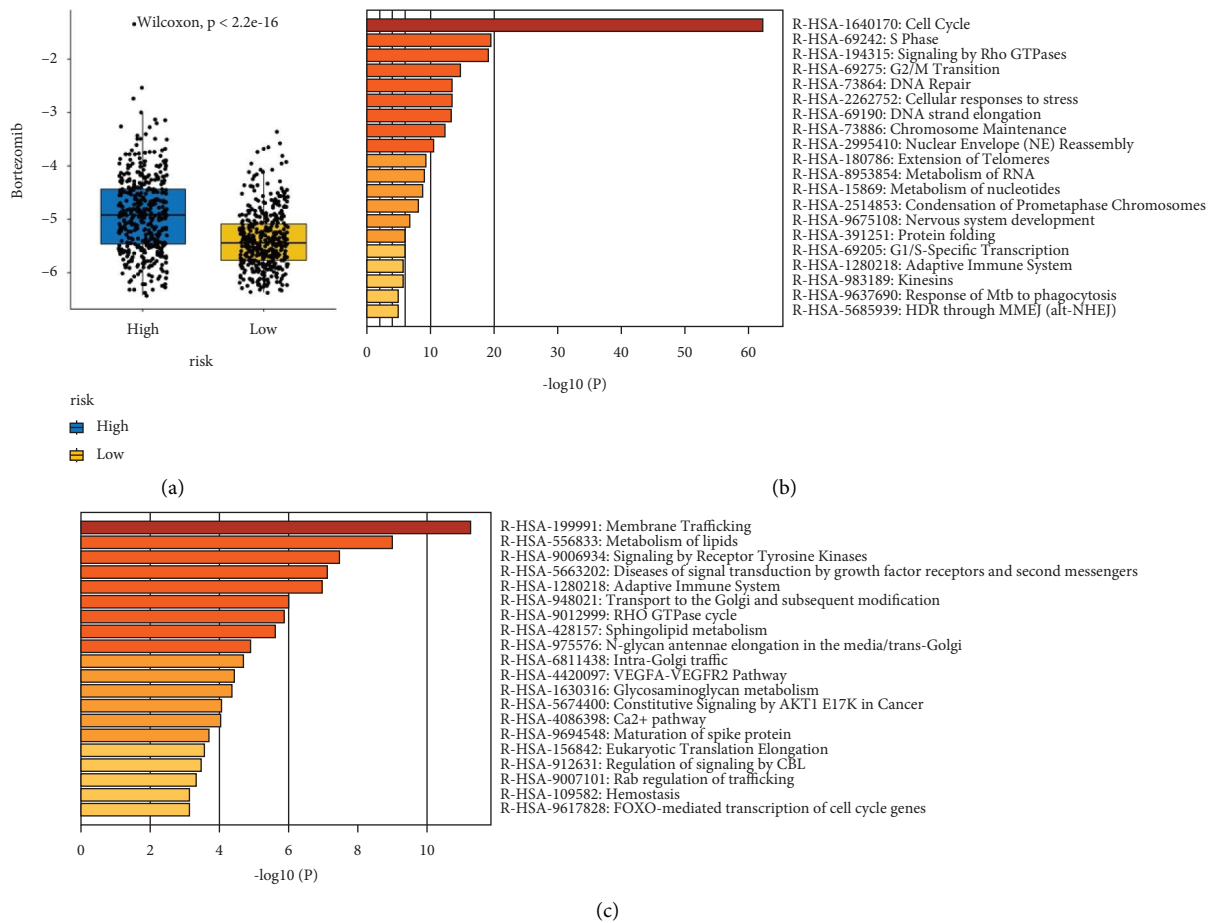 Wilcoxon, p < 2.2e-16
Bortezomib
−2
−3
−4
−5
−6
High
Low
risk
risk
High
Low
(a)
R-HSA-1640170: Cell Cycle
R-HSA-69242: S Phase
R-HSA-194315: Signaling by Rho GTPases
R-HSA-69275: G2/M Transition
R-HSA-73864: DNA Repair
R-HSA-2262752: Cellular responses to stress
R-HSA-69190: DNA strand elongation
R-HSA-73886: Chromosome Maintenance
R-HSA-2995410: Nuclear Envelope (NE) Reassembly
R-HSA-180786: Extension of Telomeres
R-HSA-8953854: Metabolism of RNA
R-HSA-15869: Metabolism of nucleotides
R-HSA-2514853: Condensation of Prometaphase Chromosomes
R-HSA-9675108: Nervous system development
R-HSA-391251: Protein folding
R-HSA-69205: G1/S-Specific Transcription
R-HSA-1280218: Adaptive Immune System
R-HSA-983189: Kinesins
R-HSA-9637690: Response of Mtb to phagocytosis
R-HSA-5685939: HDR through MMEJ (alt-NHEJ)
0 10 20 30 40 50 60
-log10 (P)
(b)
R-HSA-199991: Membrane Trafficking
R-HSA-556833: Metabolism of lipids
R-HSA-9006934: Signaling by Receptor Tyrosine Kinases
R-HSA-5663202: Diseases of signal transduction by growth factor receptors and second messengers
R-HSA-1280218: Adaptive Immune System
R-HSA-948021: Transport to the Golgi and subsequent modification
R-HSA-9012999: RHO GTPase cycle
R-HSA-428157: Sphingolipid metabolism
R-HSA-975576: N-glycan antennae elongation in the media/trans-Golgi
R-HSA-6811438: Intra-Golgi traffic
R-HSA-4420097: VEGFA-VEGFR2 Pathway
R-HSA-1630316: Glycosaminoglycan metabolism
R-HSA-5674400: Constitutive Signaling by AKT1 E17K in Cancer
R-HSA-4086398: Ca2+ pathway
R-HSA-9694548: Maturation of spike protein
R-HSA-156842: Eukaryotic Translation Elongation
R-HSA-912631: Regulation of signaling by CBL
R-HSA-9007101: Rab regulation of trafficking
R-HSA-109582: Hemostasis
R-HSA-9617828: FOXO-mediated transcription of cell cycle genes
0 2 4 6 8 10
-log10 (P)
(c)